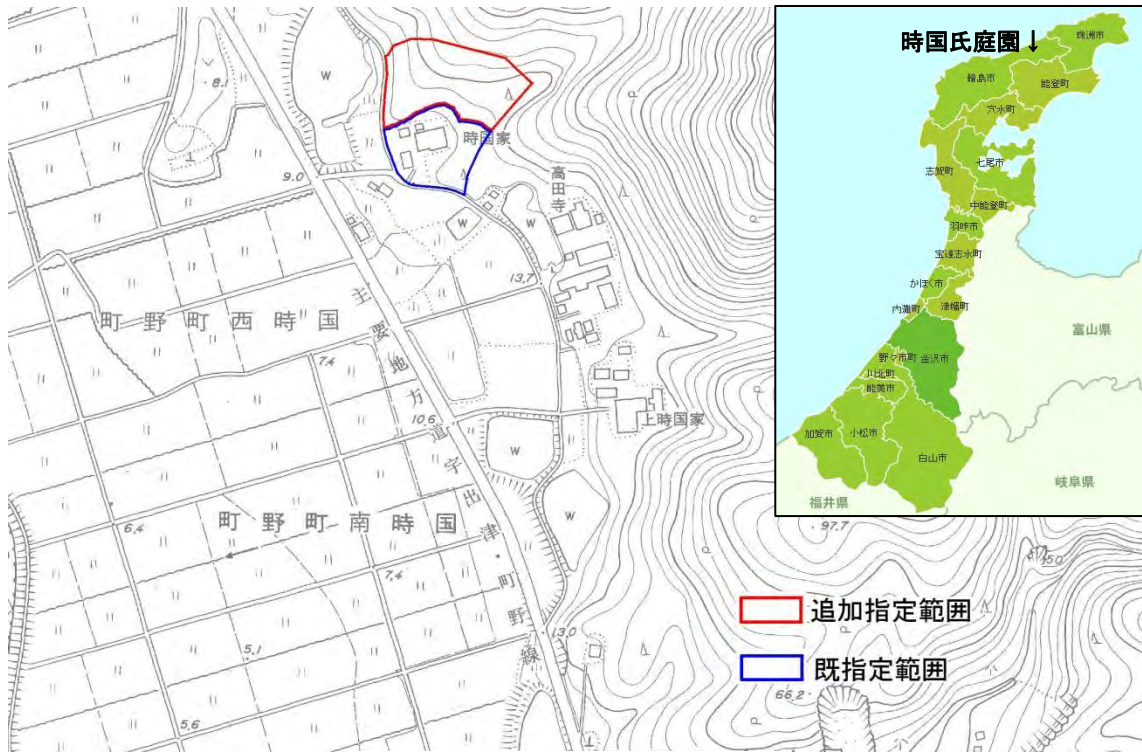 時国氏庭園↓
珠洲市
輪島市
能登町
穴水町
七尾市
志賀町
中能登町
羽咋市
宝達志水町
かほく市
津幡町
内灘町
金沢市
野々市町
川北町
能美市
小松市
加賀市
白山市
富山県
岐阜県
福井県
8.1
W
時国家
9.0
高田寺
W
W
13.7
町野町西時国
主要地方道宇出津町野線
7.4
10.6
上時国家
W
6.4
町野町南時国
W
97.7
150
7.4
追加指定範囲
13.0
5.1
既指定範囲
66.2
5.6